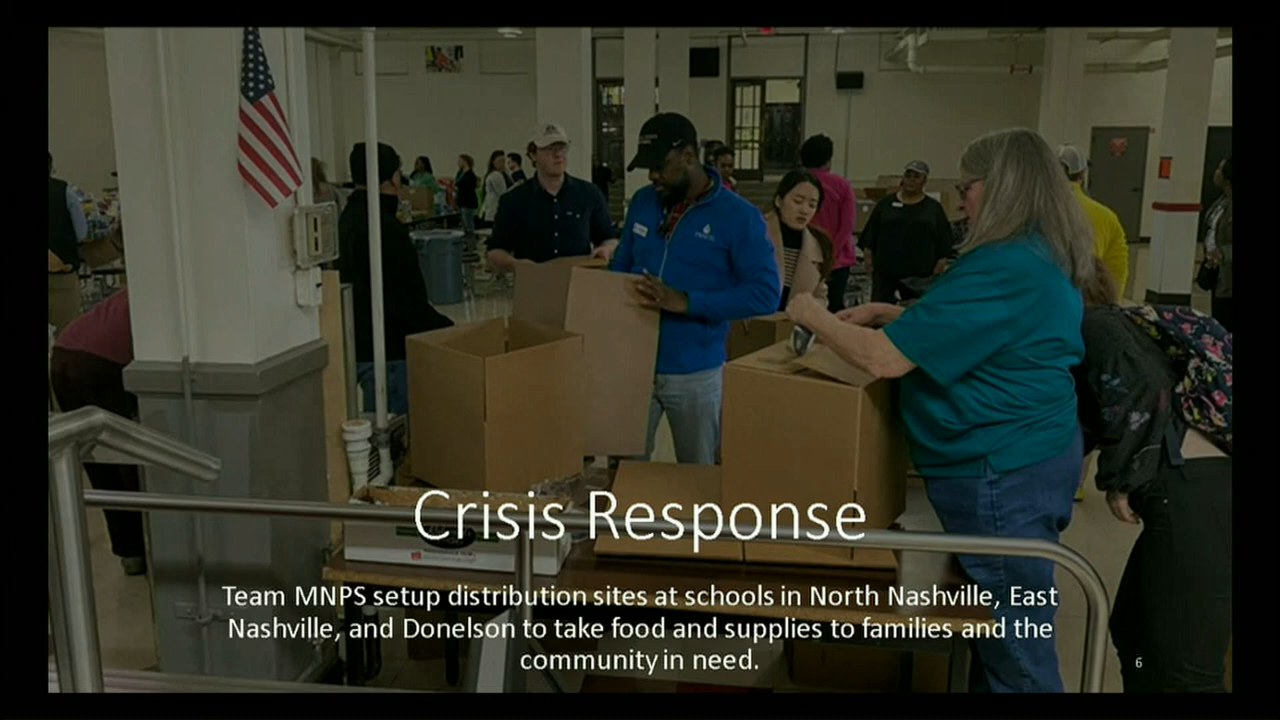 Crisis Response
Team MNPS setup distribution sites at schools in North Nashville, East
Nashville, and Donelson to take food and supplies to families and the
community in need.
6